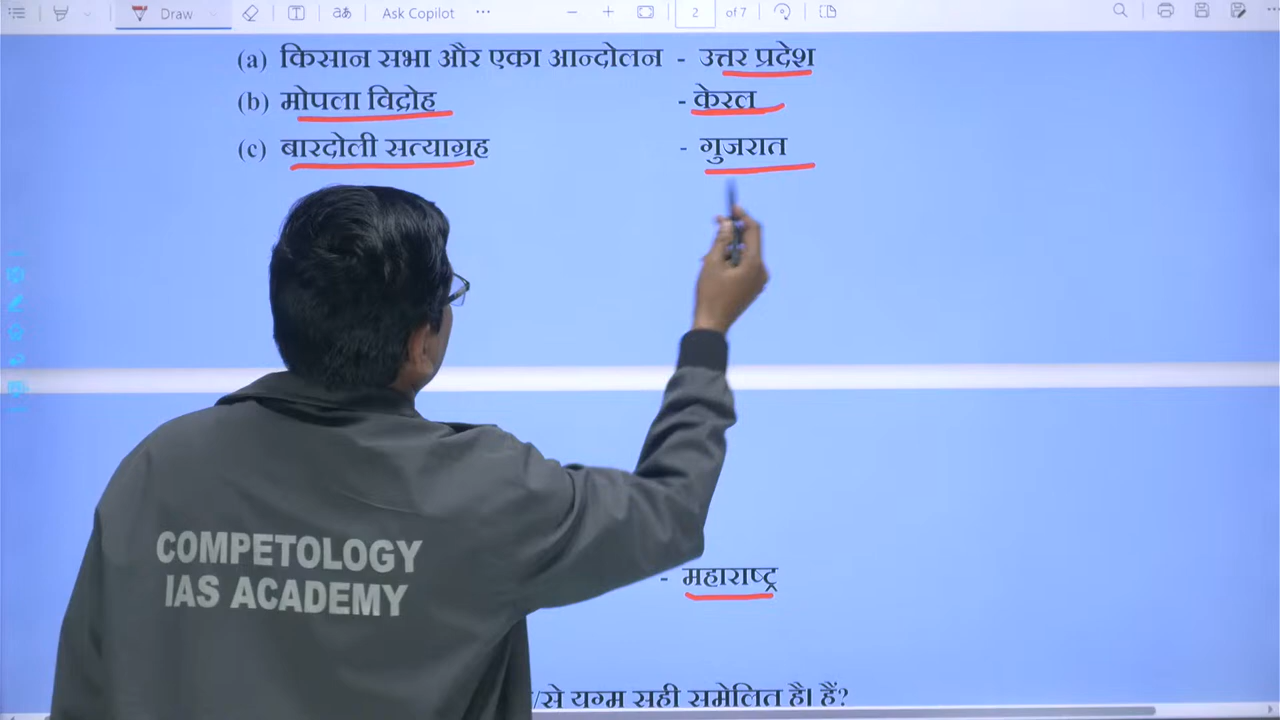 Draw
Ask Copilot
2 of 7
(a) किसान सभा और एका आन्दोलन - उत्तर प्रदेश
(b) मोपला विद्रोह - केरल
(c) बारदोली सत्याग्रह - गुजरात
COMPETOLOGY
IAS ACADEMY
- महाराष्ट्र
/से युग्म सही समेलित है। हैं?